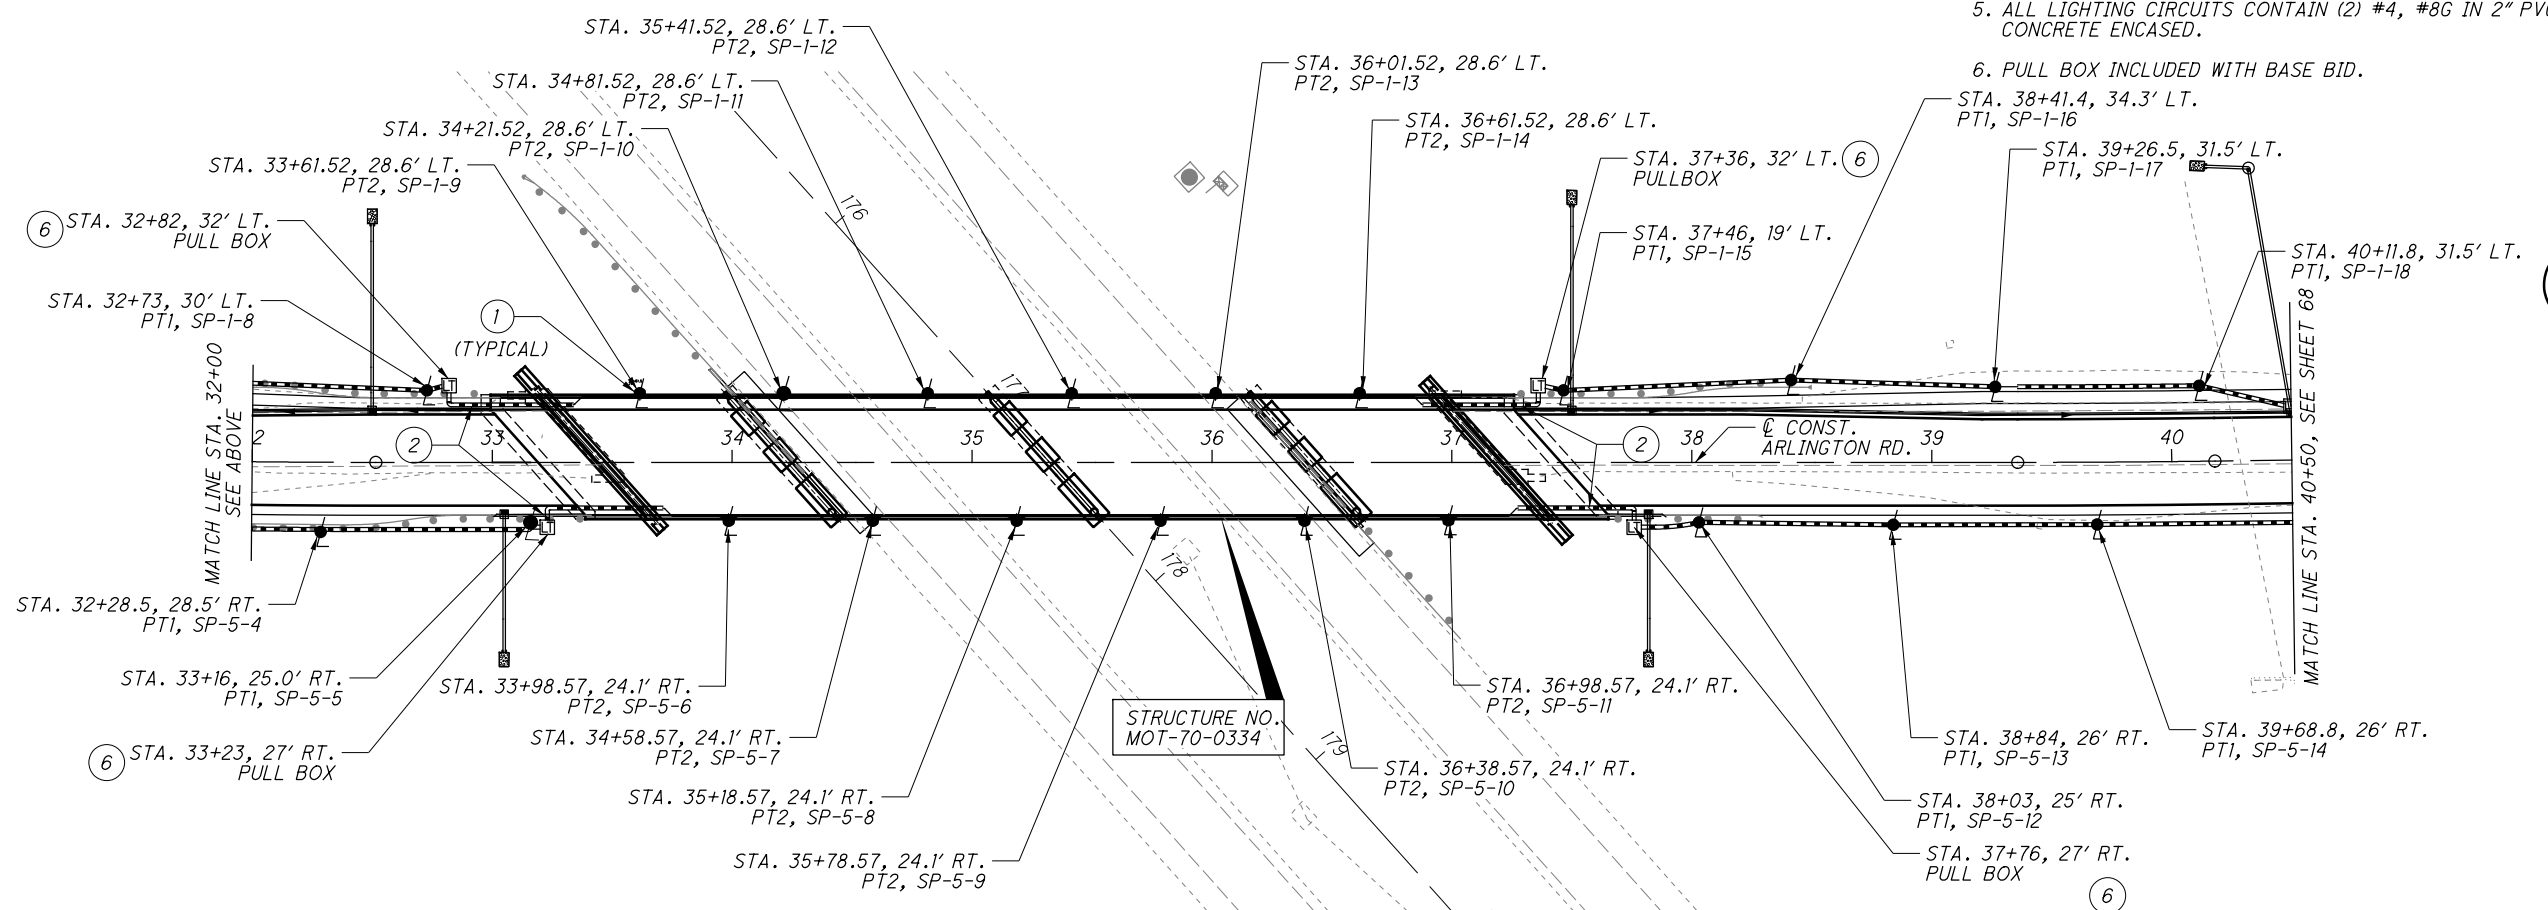 5. ALL LIGHTING CIRCUITS CONTAIN (2) #4, #8G IN 2"
CONCRETE ENCASED.
6. PULL BOX INCLUDED WITH BASE BID.
STA. 35+41.52, 28.6' LT.
PT2, SP-1-12
STA. 34+81.52, 28.6' LT.
PT2, SP-1-11
STA. 34+21.52, 28.6' LT.
PT2, SP-1-10
STA. 33+61.52, 28.6' LT.
PT2, SP-1-9
6
STA. 32+82, 32' LT.
PULL BOX
STA. 32+73, 30' LT.
PT1, SP-1-8
1
(TYPICAL)
STA. 36+01.52, 28.6' LT.
PT2, SP-1-13
STA. 36+61.52, 28.6' LT.
PT2, SP-1-14
STA. 37+36, 32' LT.
PULLBOX
6
STA. 37+46, 19' LT.
PT1, SP-1-15
STA. 38+41.4, 34.3' LT.
PT1, SP-1-16
STA. 39+26.5, 31.5' LT.
PT1, SP-1-17
STA. 40+11.8, 31.5' LT.
PT1, SP-1-18
176
177
178
179
MATCH LINE STA. 32+00
SEE ABOVE
2
2
33
34
35
36
37
2
38
39
40
℄ CONST.
ARLINGTON RD.
MATCH LINE STA. 40+50, SEE SHEET 68
STA. 32+28.5, 28.5' RT.
PT1, SP-5-4
STA. 33+16, 25.0' RT.
PT1, SP-5-5
6
STA. 33+23, 27' RT.
PULL BOX
STA. 33+98.57, 24.1' RT.
PT2, SP-5-6
STA. 34+58.57, 24.1' RT.
PT2, SP-5-7
STA. 35+18.57, 24.1' RT.
PT2, SP-5-8
STA. 35+78.57, 24.1' RT.
PT2, SP-5-9
STRUCTURE NO.
MOT-70-0334
STA. 36+98.57, 24.1' RT.
PT2, SP-5-11
STA. 36+38.57, 24.1' RT.
PT2, SP-5-10
STA. 39+68.8, 26' RT.
PT1, SP-5-14
STA. 38+84, 26' RT.
PT1, SP-5-13
STA. 38+03, 25' RT.
PT1, SP-5-12
STA. 37+76, 27' RT.
PULL BOX
6